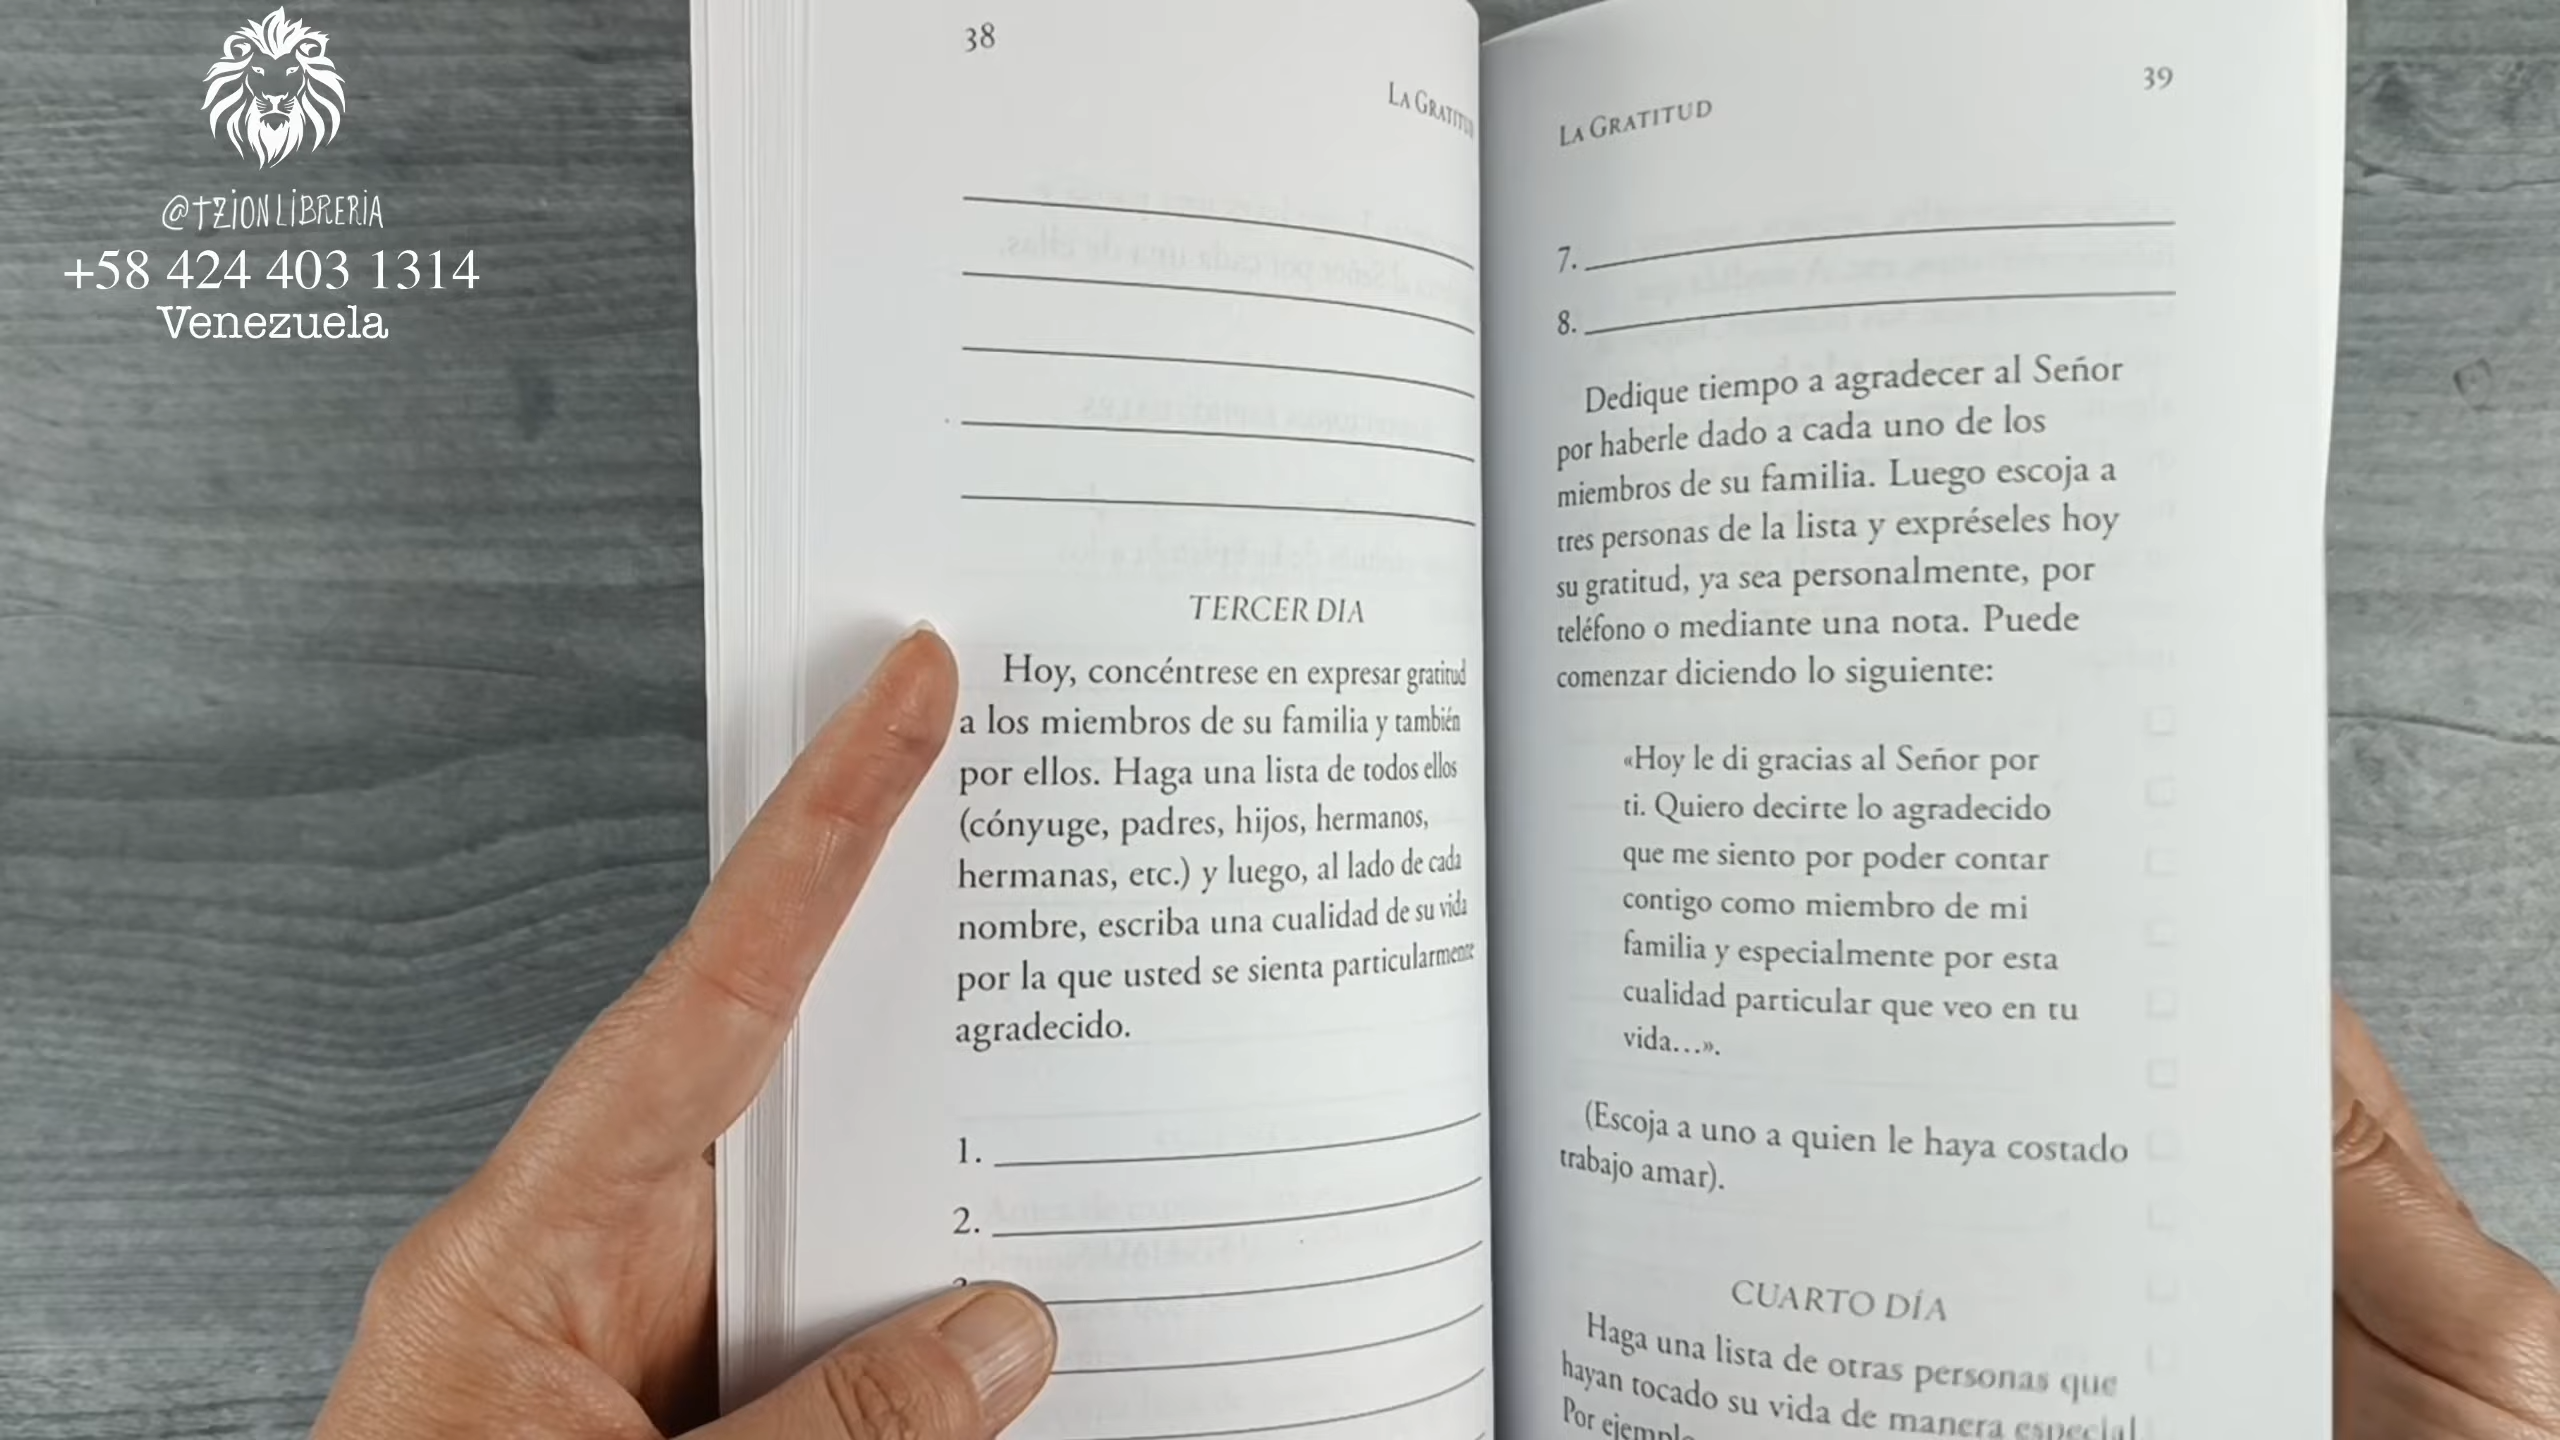 @TZIONLIBRERIA
+58 424 403 1314
Venezuela
38
LA GRATITUD
TERCER DIA
Hoy, concéntrese en expresar gratitud
a los miembros de su familia y también
por ellos. Haga una lista de todos ellos
(cónyuge, padres, hijos, hermanos,
hermanas, etc.) y luego, al lado de cada
nombre, escriba una cualidad de su vida
por la que usted se sienta particularmente
agradecido.
1.
2.
39
LA GRATITUD
7.
8.
Dedique tiempo a agradecer al Señor
por haberle dado a cada uno de los
miembros de su familia. Luego escoja a
tres personas de la lista y expréseles hoy
su gratitud, ya sea personalmente, por
teléfono o mediante una nota. Puede
comenzar diciendo lo siguiente:
«Hoy le di gracias al Señor por
ti. Quiero decirte lo agradecido
que me siento por poder contar
contigo como miembro de mi
familia y especialmente por esta
cualidad particular que veo en tu
vida…».
(Escoja a uno a quien le haya costado
trabajo amar).
CUARTO DÍA
Haga una lista de otras personas que
hayan tocado su vida de manera especial.
Por